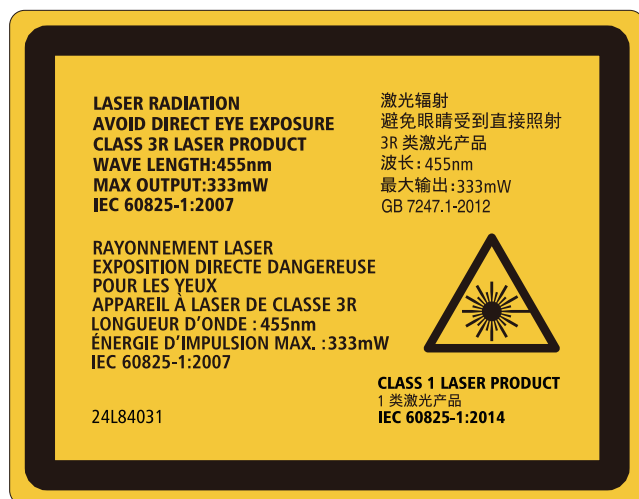 LASER RADIATION
AVOID DIRECT EYE EXPOSURE
CLASS 3R LASER PRODUCT
WAVE LENGTH:455nm
MAX OUTPUT:333mW
IEC 60825-1:2007
激光辐射
避免眼睛受到直接照射
3R 类激光产品
波长: 455nm
最大输出:333mW
GB 7247.1-2012
RAYONNEMENT LASER
EXPOSITION DIRECTE DANGEREUSE
POUR LES YEUX
APPAREIL À LASER DE CLASSE 3R
LONGUEUR D'ONDE : 455nm
ÉNERGIE D'IMPULSION MAX. :333mW
IEC 60825-1:2007
24L84031
CLASS 1 LASER PRODUCT
1 类激光产品
IEC 60825-1:2014